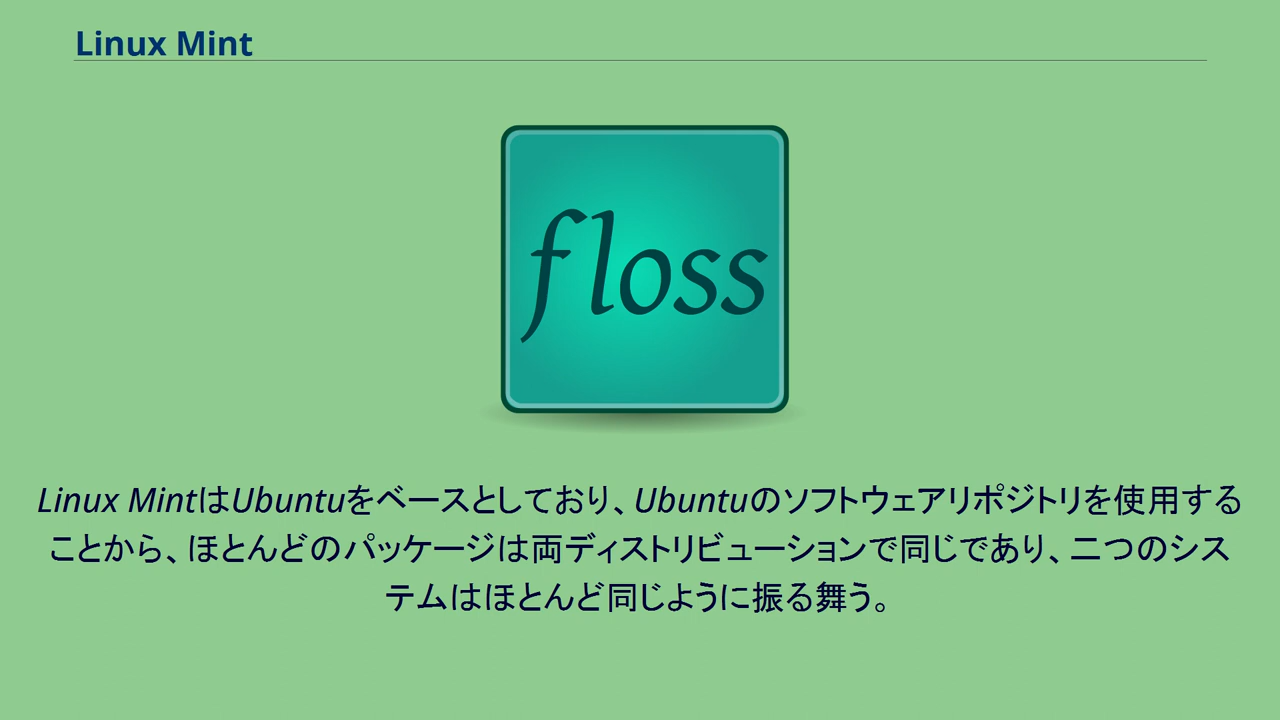 Linux Mint
floss
Linux MintはUbuntuをベースとしており、Ubuntuのソフトウェアリポジトリを使用する
ことから、ほとんどのパッケージは両ディストリビューションで同じであり、二つのシス
テムはほとんど同じように振る舞う。